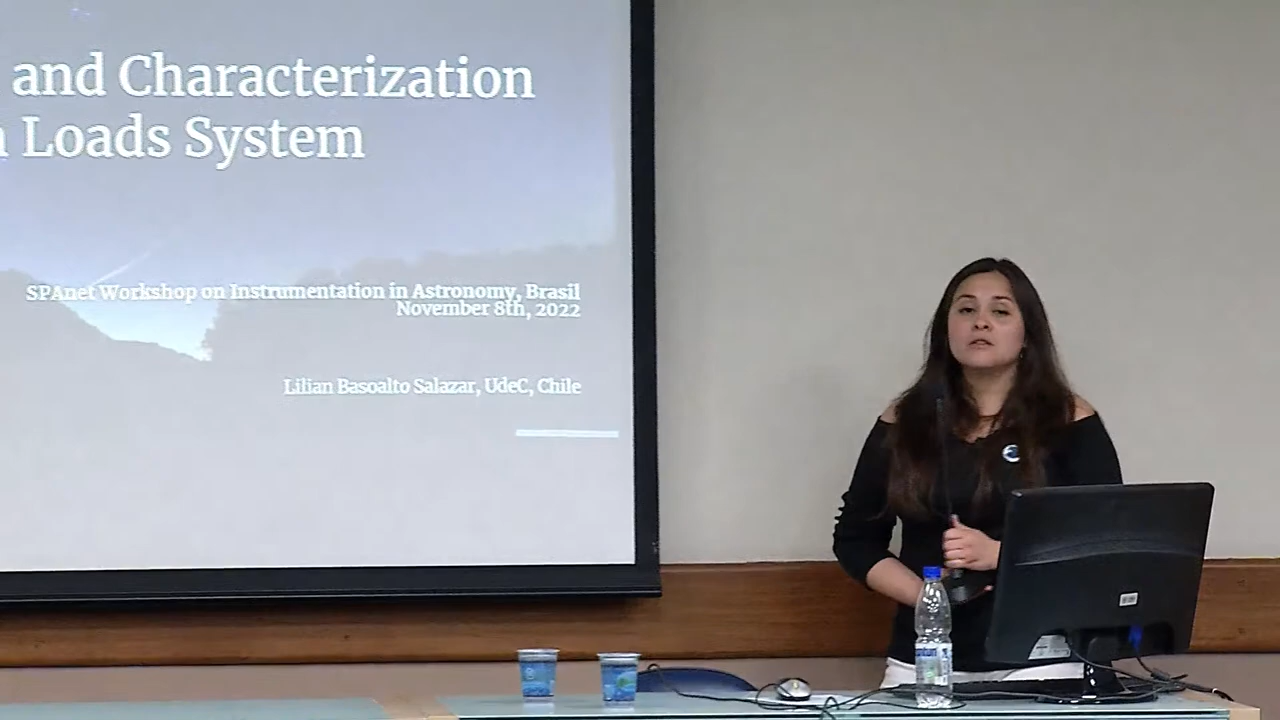 and Characterization
Loads System
SPAnet Workshop on Instrumentation in Astronomy, Brasil
November 8th, 2022
Lilian Basoalto Salazar, UdeC, Chile